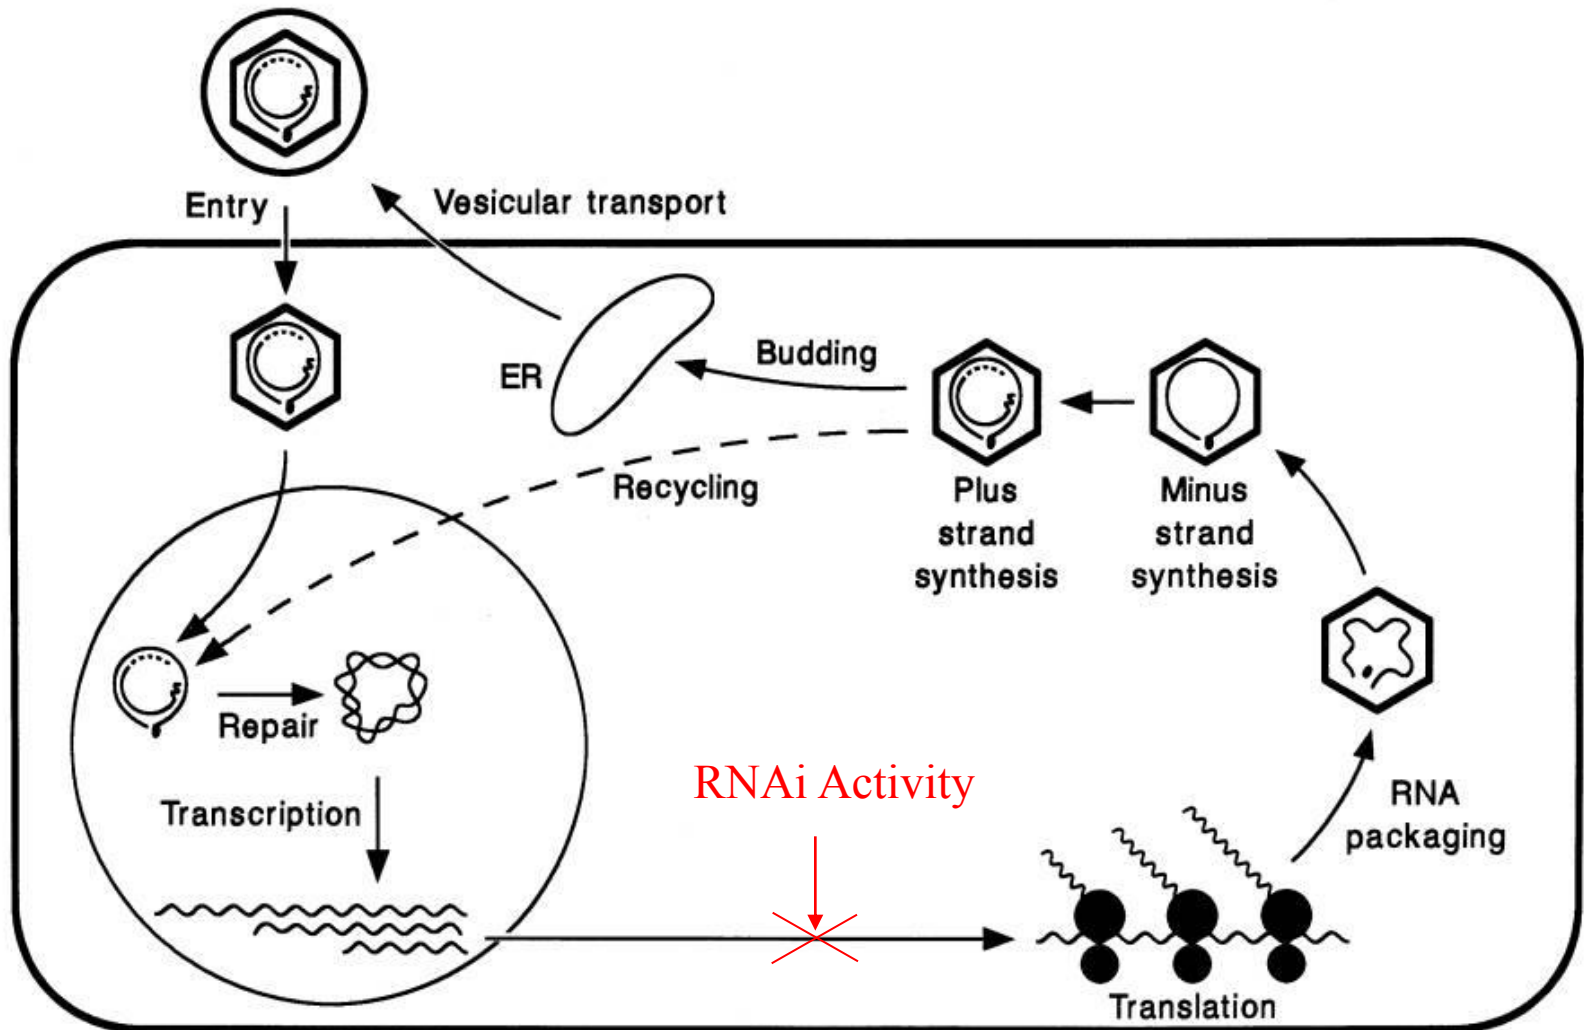 Entry
Vesicular transport
ER
Budding
Recycling
Plus
strand
synthesis
Minus
strand
synthesis
Repair
Transcription
RNAi Activity
RNA
packaging
Translation